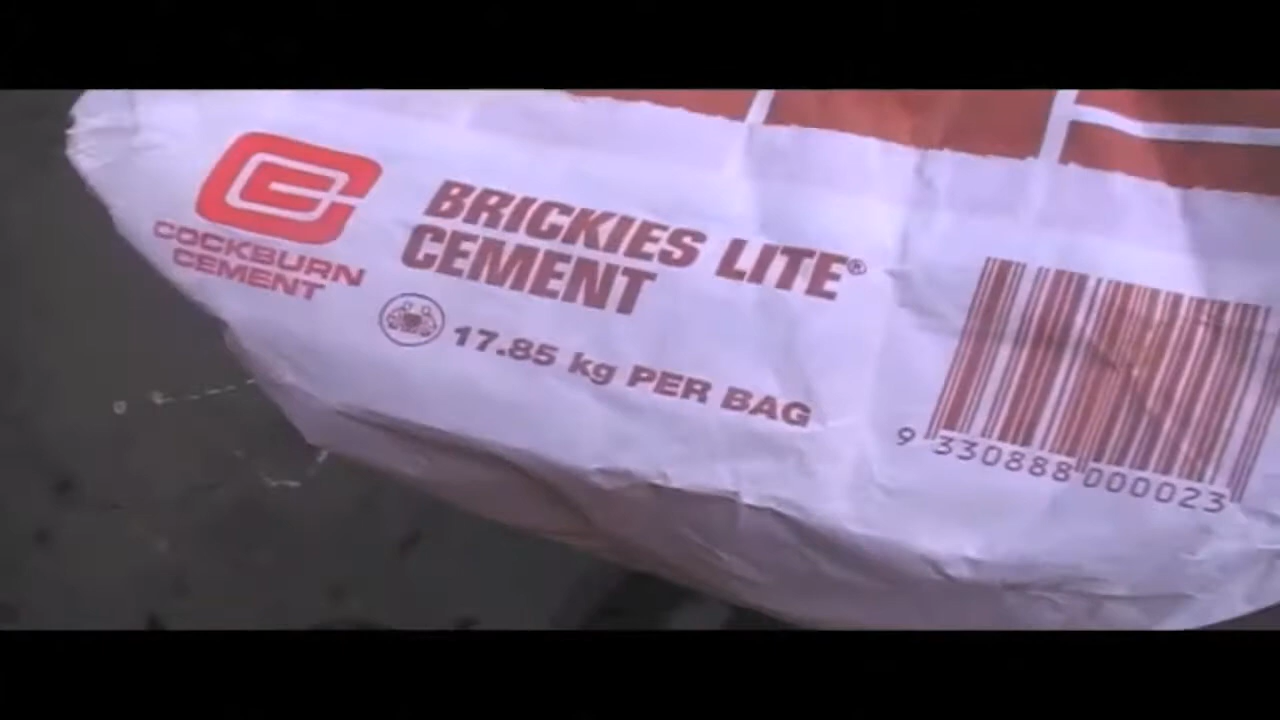 COCKBURN
CEMENT
BRICKIES LITE®
CEMENT
17.85 kg PER BAG
9 330888 000023